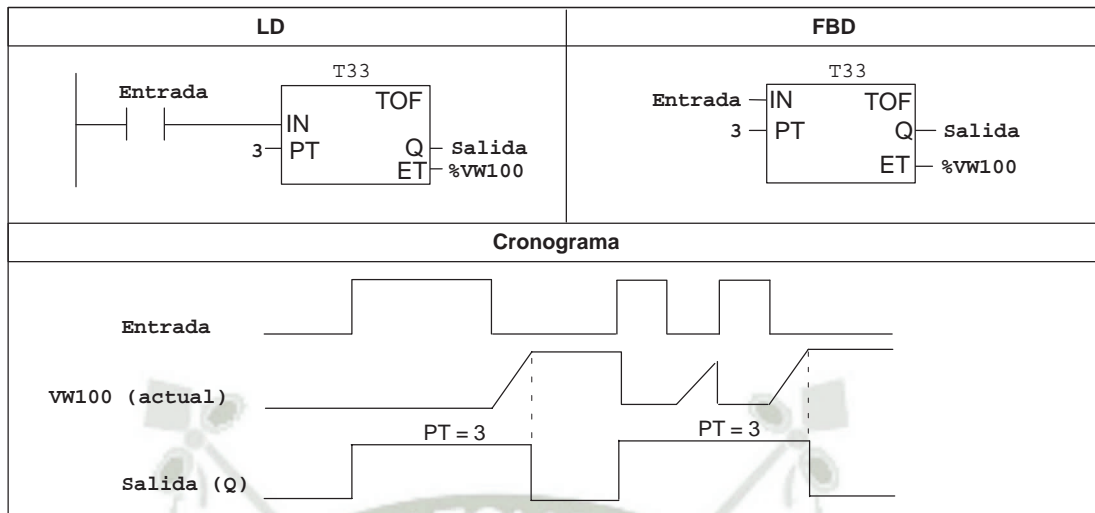 LD
FBD
T33
Entrada
TOF
IN
3
PT
Q
Salida
ET
%VW100
T33
Entrada
IN
TOF
3
PT
Q
Salida
ET
%VW100
Cronograma
Entrada
VW100 (actual)
PT = 3
PT = 3
Salida (Q)